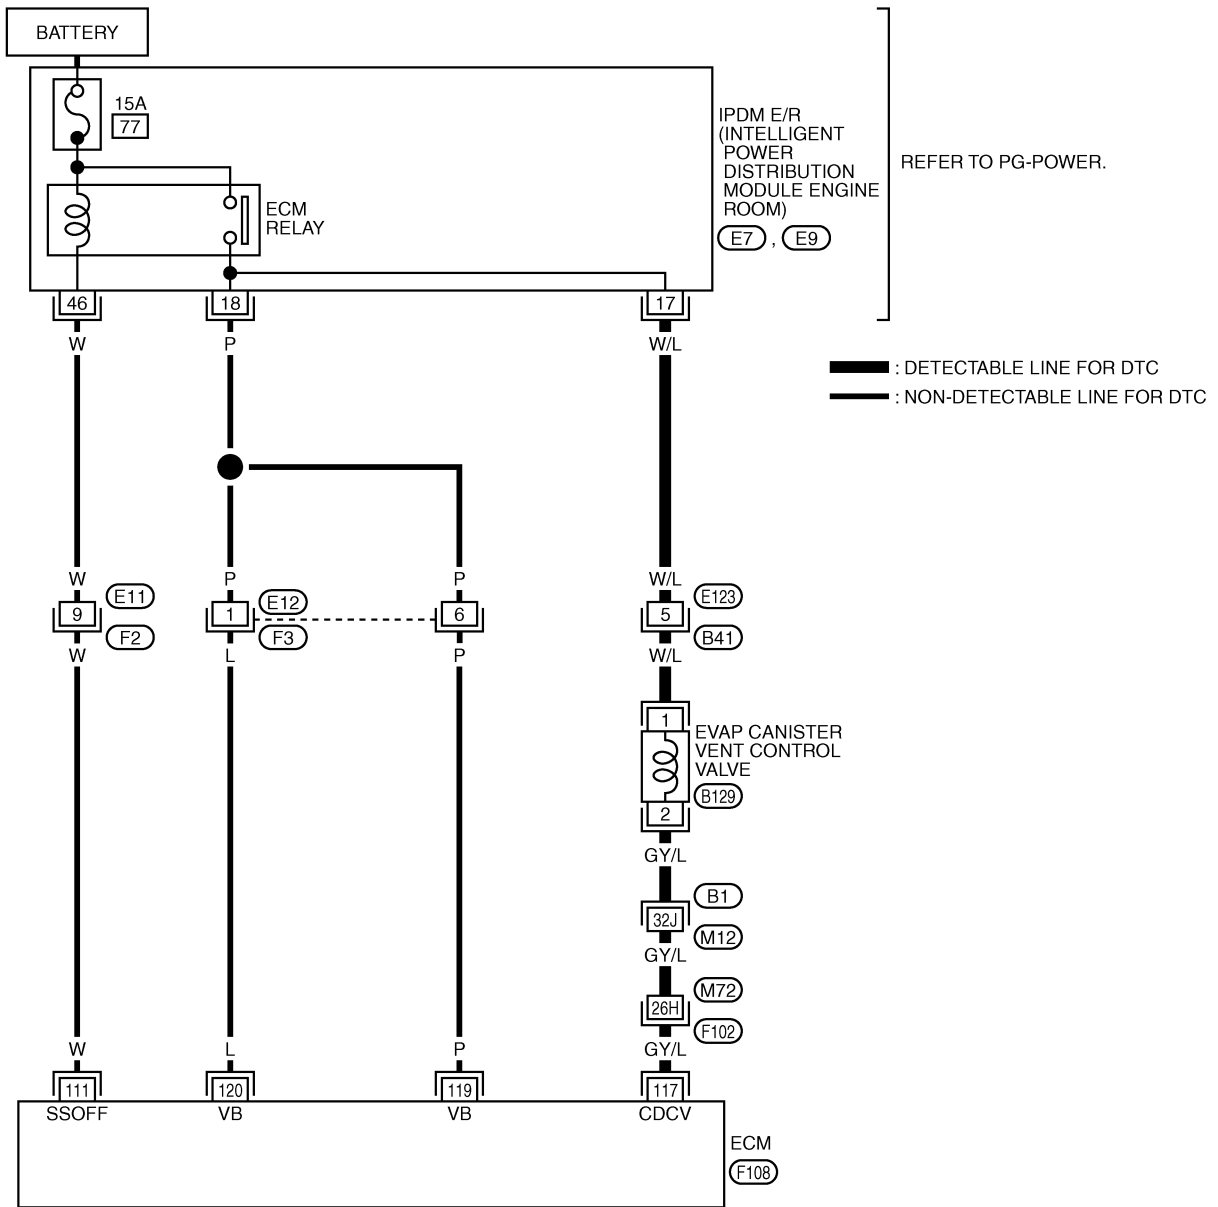 BATTERY
15A
77
ECM
RELAY
IPDM E/R
(INTELLIGENT
POWER
DISTRIBUTION
MODULE ENGINE
ROOM)
E7 , E9
REFER TO PG-POWER.
46 18 17
W P W/L
: DETECTABLE LINE FOR DTC
: NON-DETECTABLE LINE FOR DTC
W P P W/L
E11 E12 E123
9 1 6 5
F2 F3 B41
W L P W/L
1
EVAP CANISTER
VENT CONTROL
VALVE
B129
2
GY/L
B1
32J
M12
GY/L
M72
26H
F102
W L P GY/L
111 120 119 117
SSOFF VB VB CDCV
ECM
F108